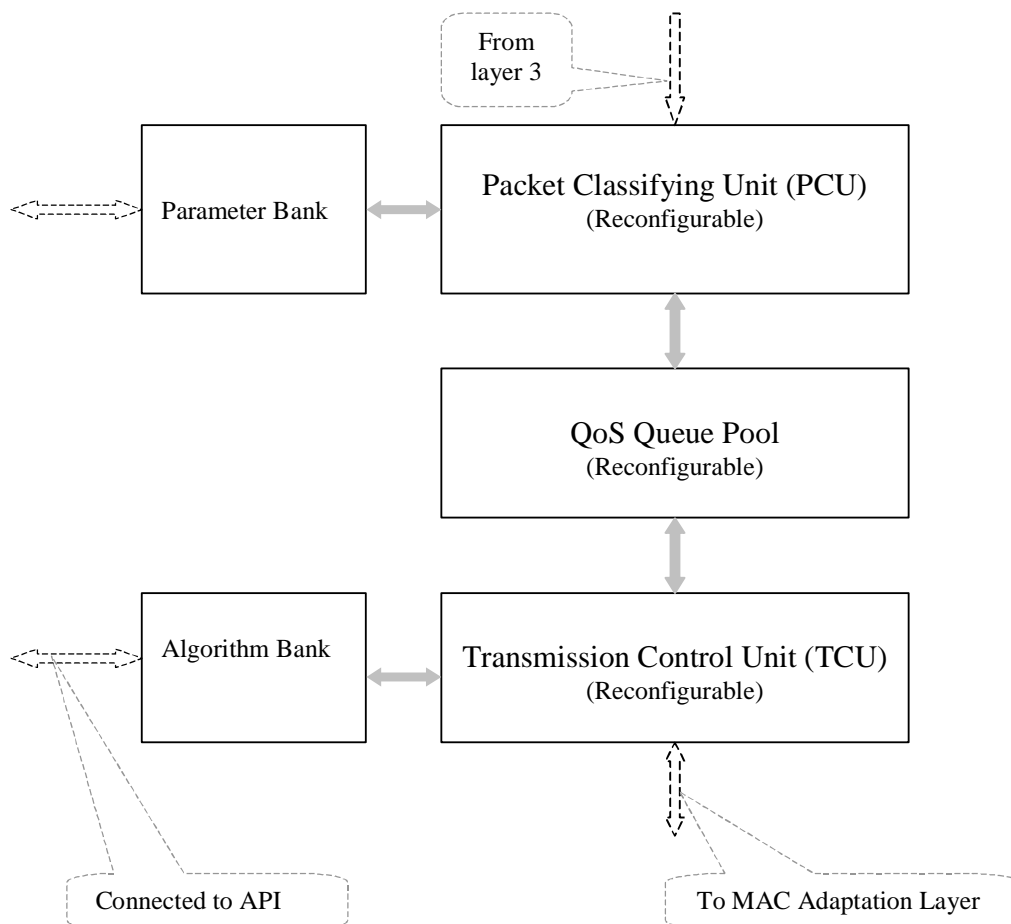 From
layer 3
Packet Classifying Unit (PCU)
(Reconfigurable)
Parameter Bank
QoS Queue Pool
(Reconfigurable)
Algorithm Bank
Transmission Control Unit (TCU)
(Reconfigurable)
Connected to API
To MAC Adaptation Layer